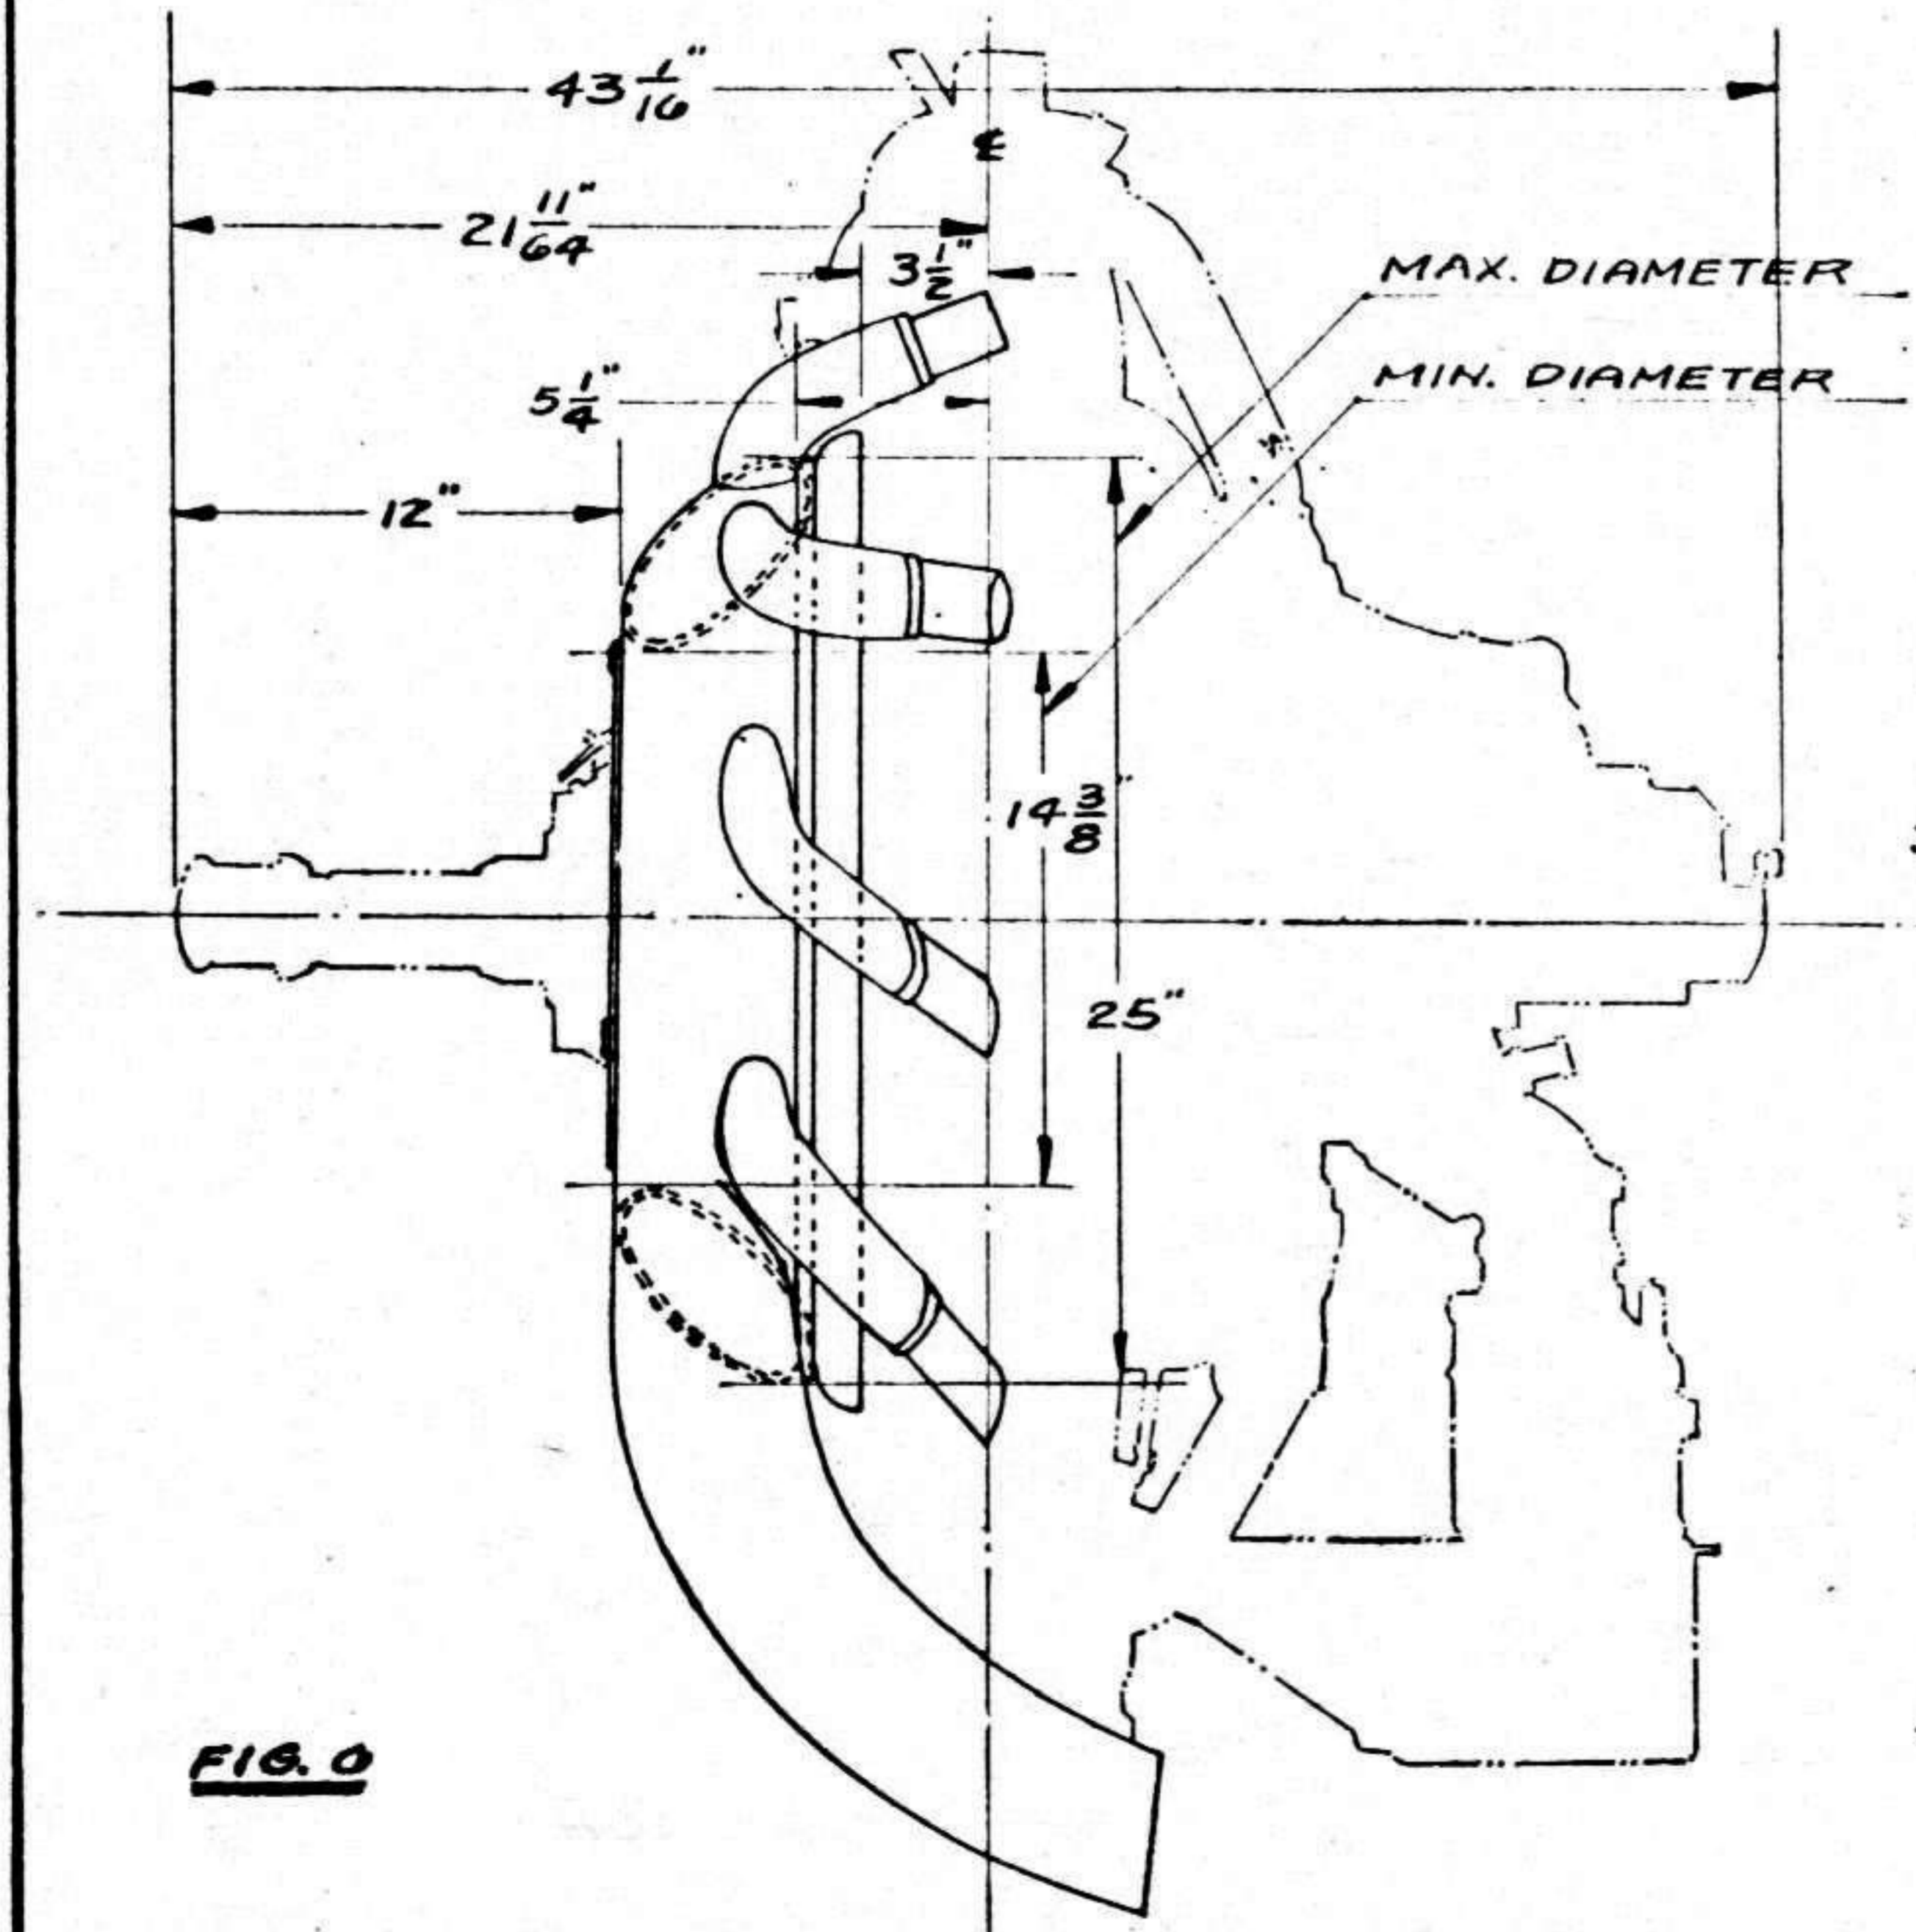 43 1/16"
℄
21 11/64"
3 1/2"
MAX. DIAMETER
5 1/4"
MIN. DIAMETER
12"
14 3/8"
25"
FIG. O